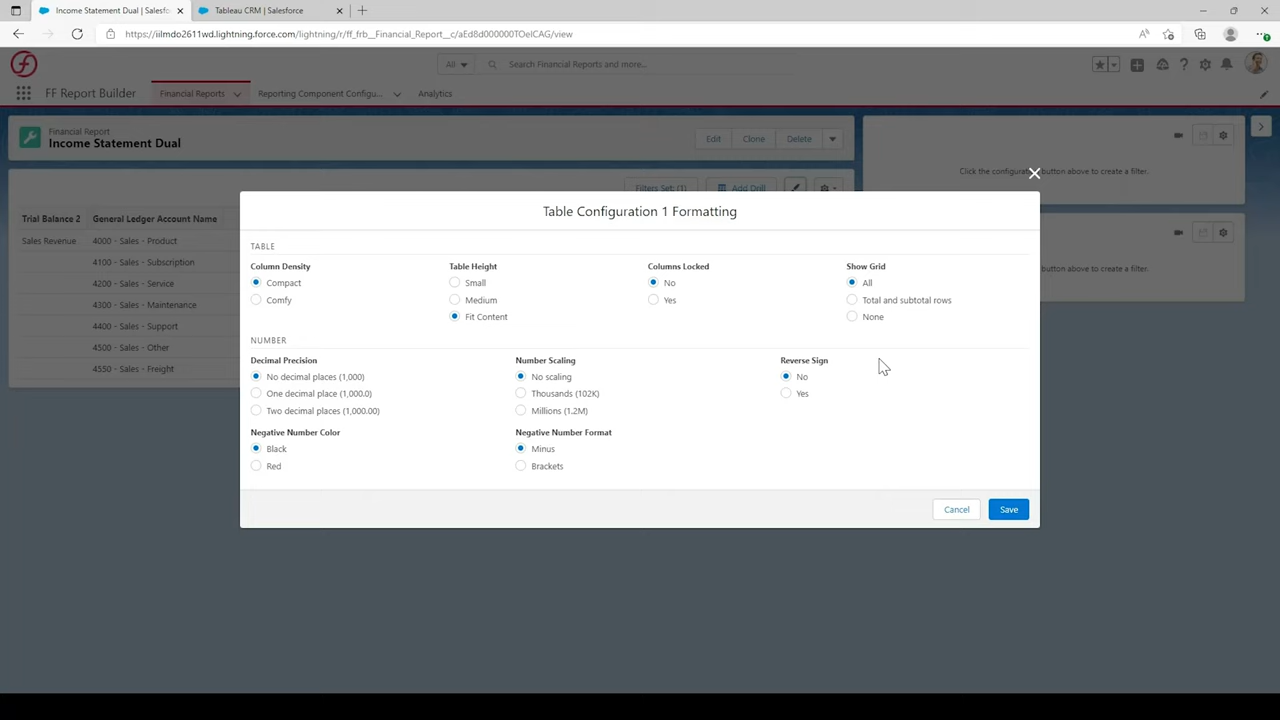 Income Statement Dual | Salesfo
Tableau CRM | Salesforce
https://iilmdo2611wd.lightning.force.com/lightning/r/ff_frb__Financial_Report__c/aEd8d000000TOelCAG/view
All
Search Financial Reports and more...
FF Report Builder
Financial Reports
Reporting Component Configu...
Analytics
Financial Report
Income Statement Dual
Edit
Clone
Delete
Click the configurat
button above to create a filter.
Filters Set: (1)
Add Drill
Trial Balance 2
General Ledger Account Name
Sales Revenue
4000 - Sales - Product
4100 - Sales - Subscription
4200 - Sales - Service
4300 - Sales - Maintenance
4400 - Sales - Support
4500 - Sales - Other
4550 - Sales - Freight
n above to create a filter.
Table Configuration 1 Formatting
TABLE
Column Density
Table Height
Columns Locked
Show Grid
Compact
Small
No
All
Comfy
Medium
Yes
Total and subtotal rows
Fit Content
None
NUMBER
Decimal Precision
Number Scaling
Reverse Sign
No decimal places (1,000)
No scaling
No
One decimal place (1,000.0)
Thousands (102K)
Yes
Two decimal places (1,000.00)
Millions (1.2M)
Negative Number Color
Negative Number Format
Black
Minus
Red
Brackets
Cancel
Save